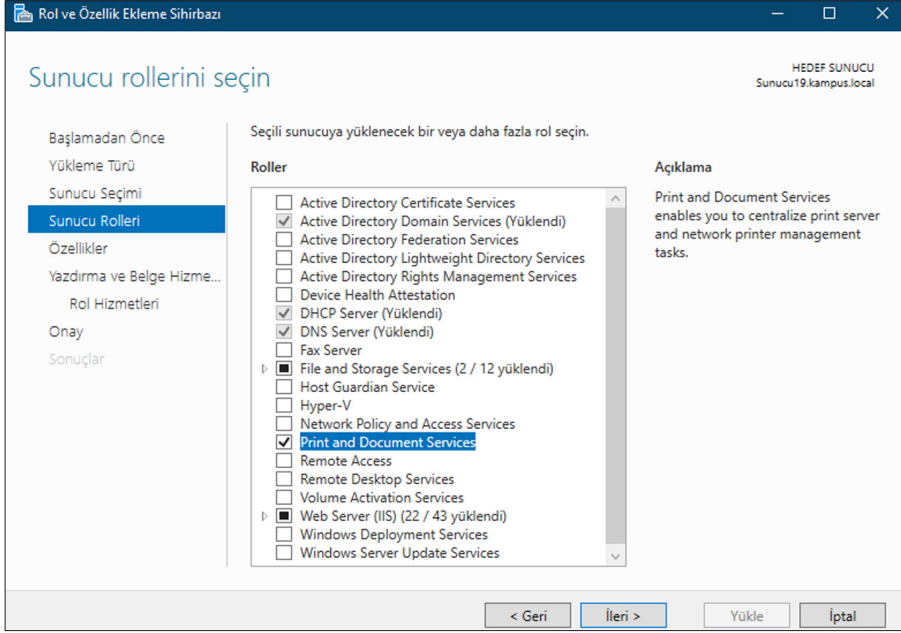 Rol ve Özellik Ekleme Sihirbazı
Sunucu rollerini seçin
HEDEF SUNUCU
Sunucu19.kampus.local
Başlamadan Önce
Yükleme Türü
Sunucu Seçimi
Sunucu Rolleri
Özellikler
Yazdırma ve Belge Hizme...
Rol Hizmetleri
Onay
Sonuçlar
Seçili sunucuya yüklenecek bir veya daha fazla rol seçin.
Roller
Active Directory Certificate Services
Active Directory Domain Services (Yüklendi)
Active Directory Federation Services
Active Directory Lightweight Directory Services
Active Directory Rights Management Services
Device Health Attestation
DHCP Server (Yüklendi)
DNS Server (Yüklendi)
Fax Server
File and Storage Services (2 / 12 yüklendi)
Host Guardian Service
Hyper-V
Network Policy and Access Services
Print and Document Services
Remote Access
Remote Desktop Services
Volume Activation Services
Web Server (IIS) (22 / 43 yüklendi)
Windows Deployment Services
Windows Server Update Services
Açıklama
Print and Document Services
enables you to centralize print server
and network printer management
tasks.
< Geri
İleri >
Yükle
İptal